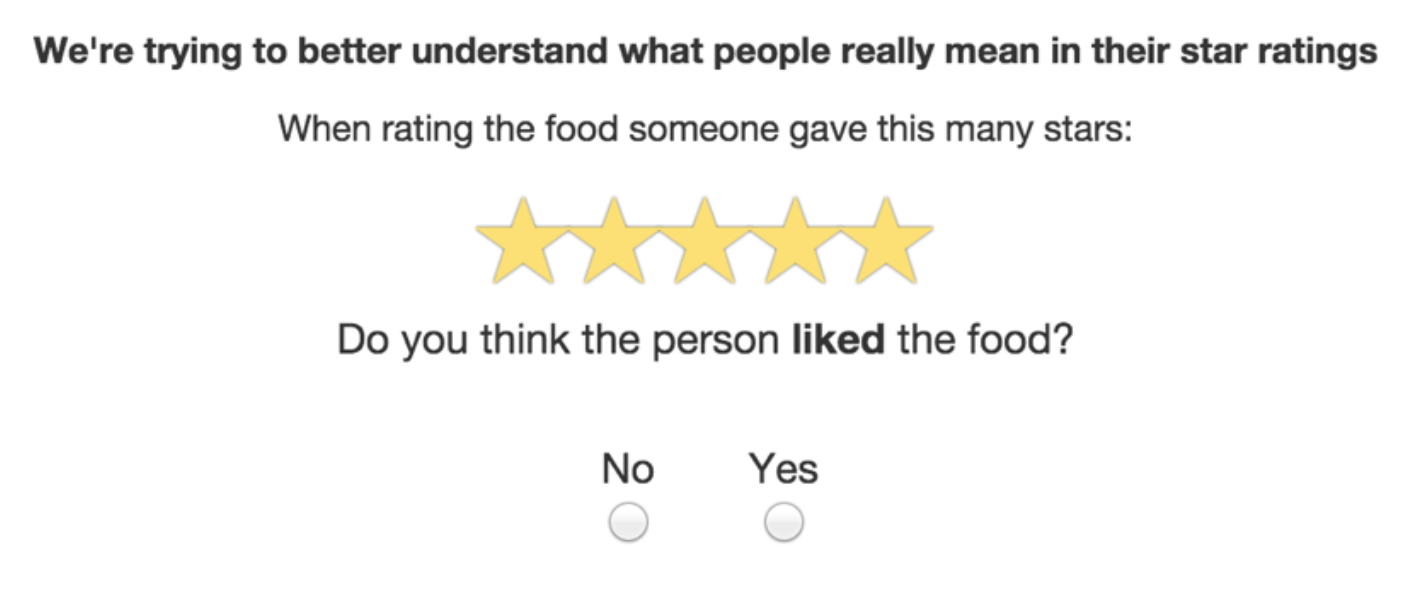 We're trying to better understand what people really mean in their star ratings
When rating the food someone gave this many stars:
Do you think the person liked the food?
No Yes